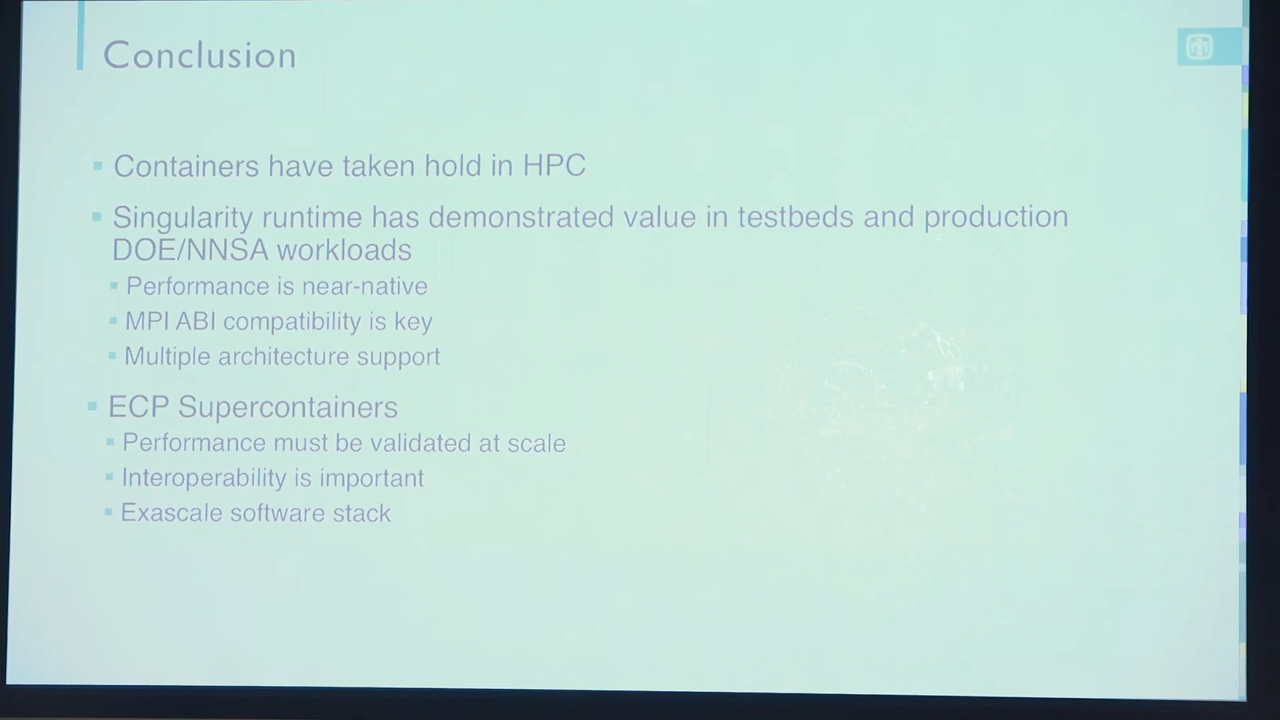 Conclusion
Containers have taken hold in HPC
Singularity runtime has demonstrated value in testbeds and production
DOE/NNSA workloads
Performance is near-native
MPI ABI compatibility is key
Multiple architecture support
ECP Supercontainers
Performance must be validated at scale
Interoperability is important
Exascale software stack